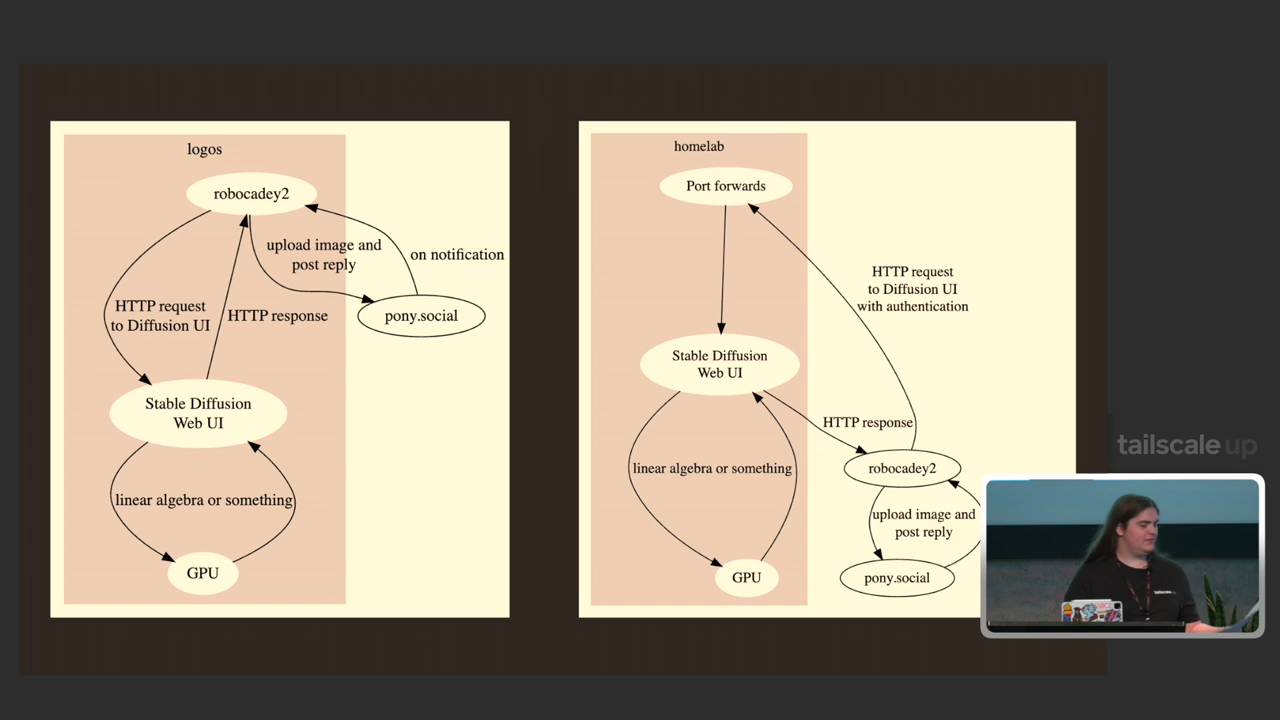 logos
robocadey2
upload image and
post reply
on notification
HTTP request
to Diffusion UI
HTTP response
pony.social
Stable Diffusion
Web UI
linear algebra or something
GPU
homelab
Port forwards
HTTP request
to Diffusion UI
with authentication
Stable Diffusion
Web UI
HTTP response
linear algebra or something
robocadey2
upload image and
post reply
GPU
pony.social
tailscale up
tailscale